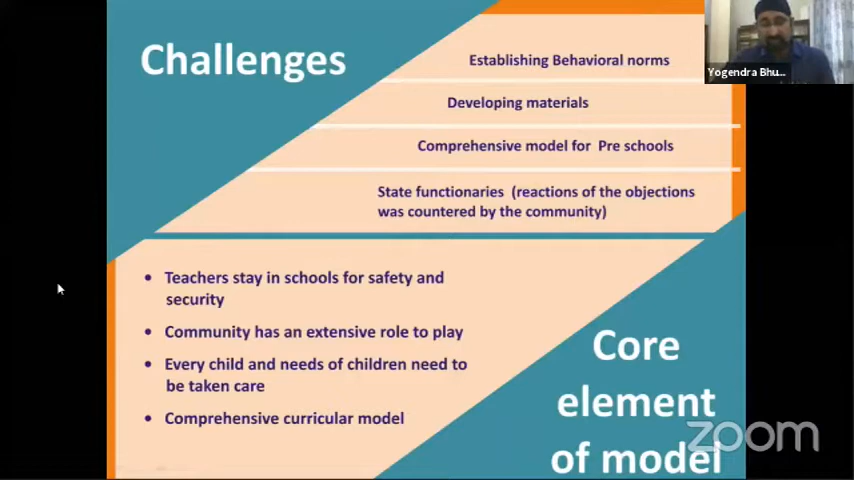 Challenges
Establishing Behavioral norms
Developing materials
Comprehensive model for Pre schools
State functionaries (reactions of the objections
was countered by the community)
Yogendra Bhu...
• Teachers stay in schools for safety and
security
• Community has an extensive role to play
• Every child and needs of children need to
be taken care
• Comprehensive curricular model
Core
element
of model
zoom